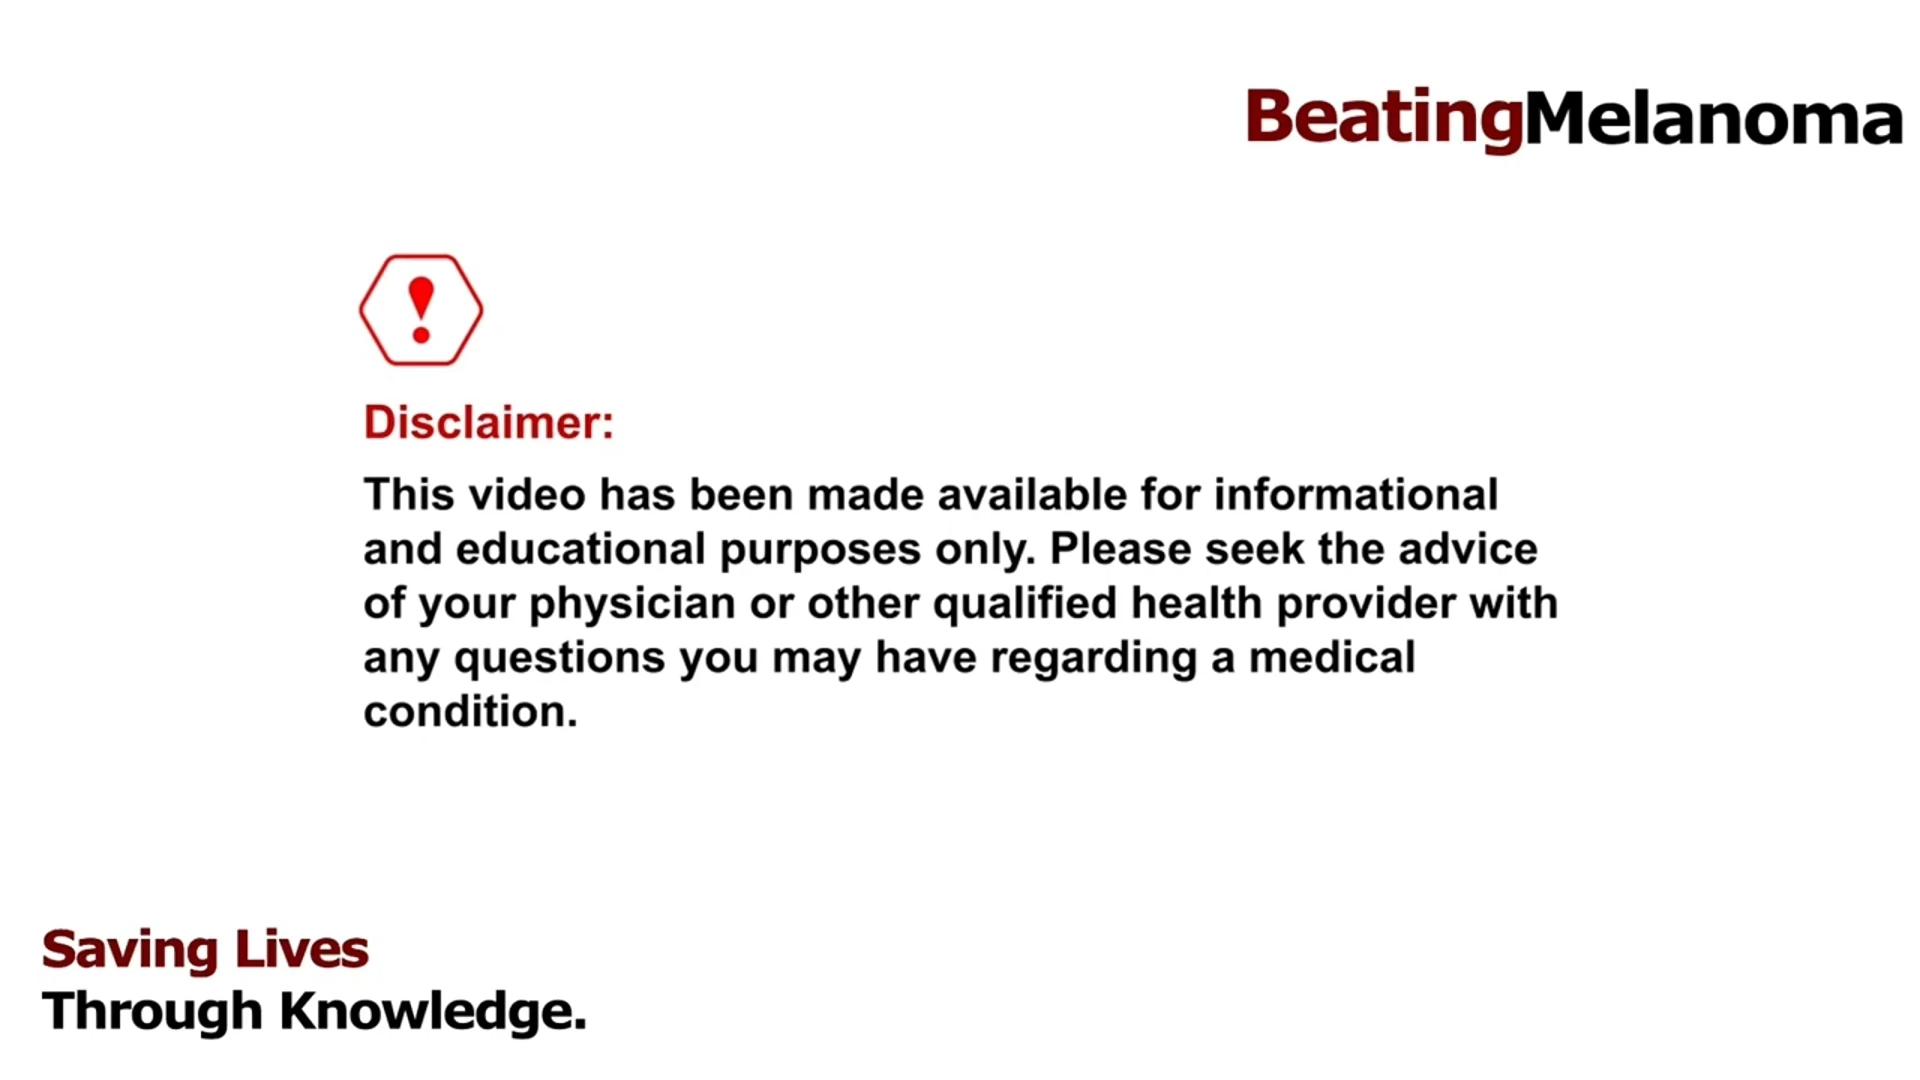 BeatingMelanoma
Disclaimer:
This video has been made available for informational
and educational purposes only. Please seek the advice
of your physician or other qualified health provider with
any questions you may have regarding a medical
condition.
Saving Lives
Through Knowledge.